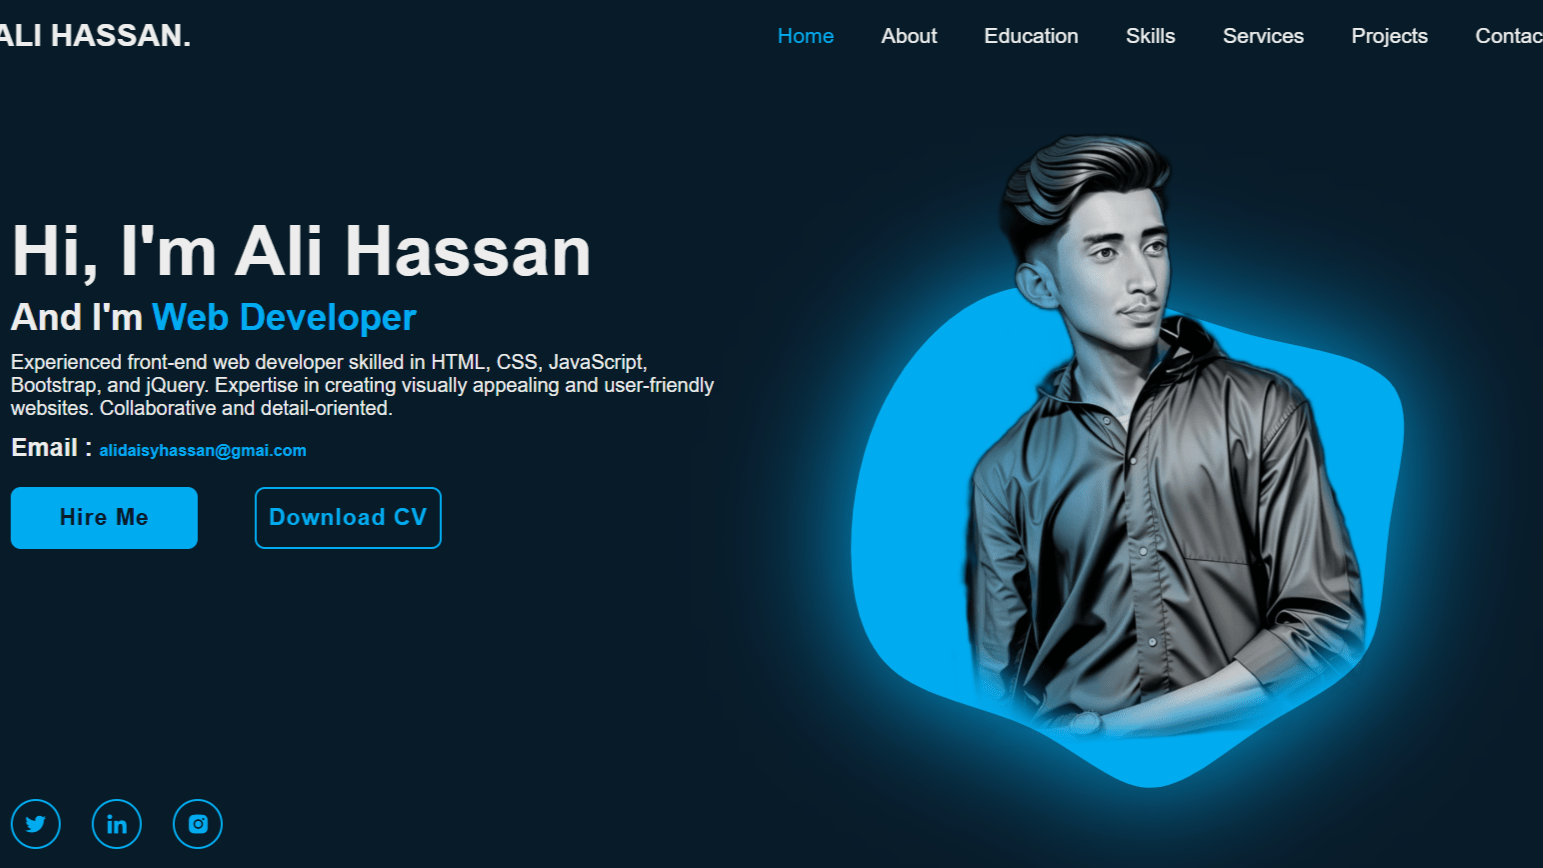 ALI HASSAN.
Home About Education Skills Services Projects Contac
Hi, I'm Ali Hassan
And I'm Web Developer
Experienced front-end web developer skilled in HTML, CSS, JavaScript,
Bootstrap, and jQuery. Expertise in creating visually appealing and user-friendly
websites. Collaborative and detail-oriented.
Email : alidaisyhassan@gmai.com
Hire Me Download CV